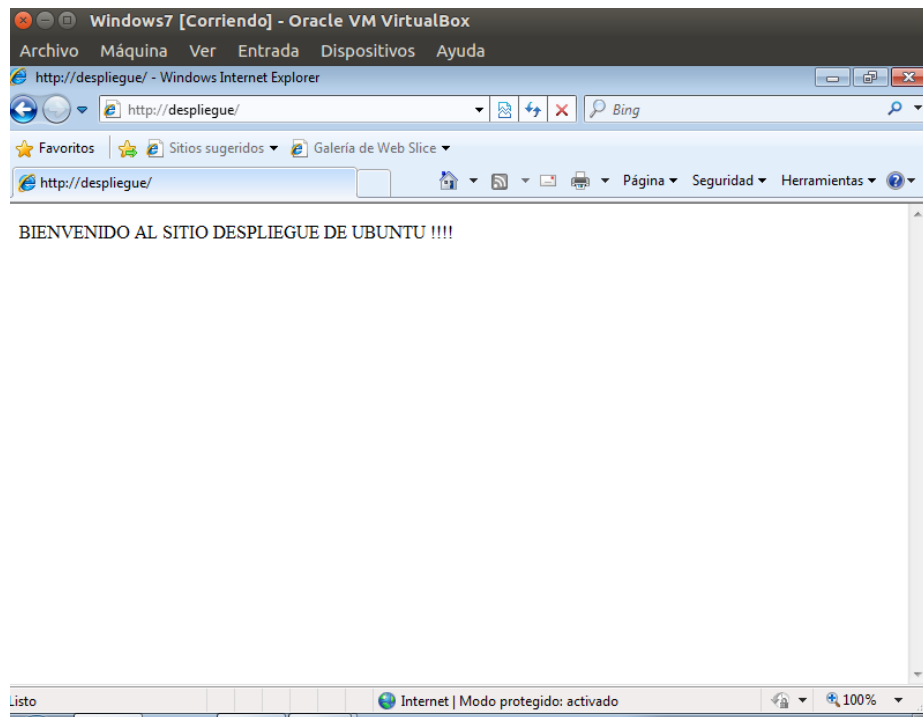 Windows7 [Corriendo] - Oracle VM VirtualBox
Archivo Máquina Ver Entrada Dispositivos Ayuda
http://despliegue/ - Windows Internet Explorer
http://despliegue/ Bing
Favoritos Sitios sugeridos Galería de Web Slice
http://despliegue/ Página Seguridad Herramientas
BIENVENIDO AL SITIO DESPLIEGUE DE UBUNTU !!!!
Listo Internet | Modo protegido: activado 100%